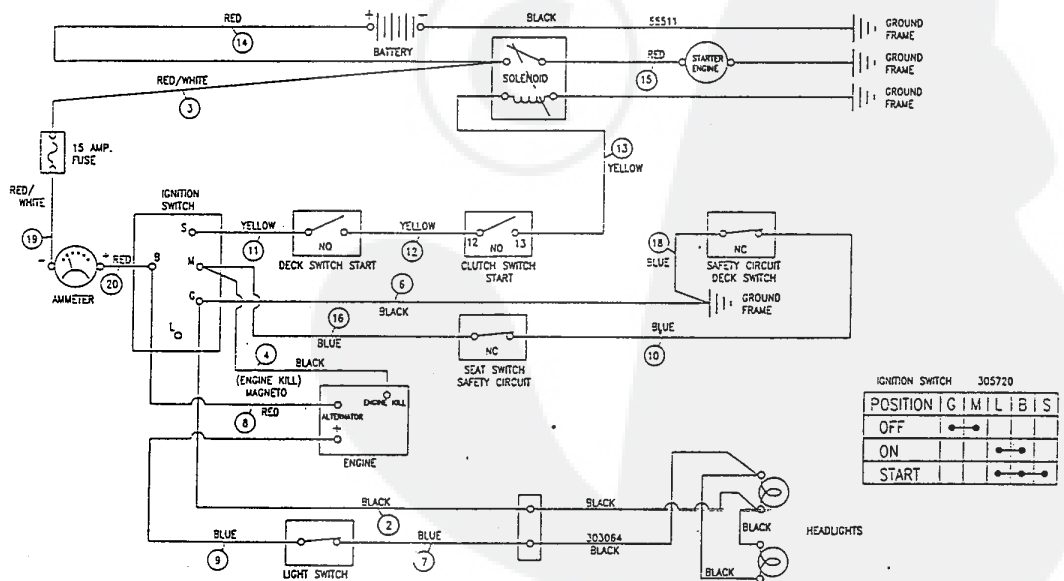 RED
14
+ -
BATTERY
BLACK
55511
GROUND
FRAME
RED
15
STARTER
ENGINE
GROUND
FRAME
SOLENOID
GROUND
FRAME
RED/WHITE
3
13
YELLOW
15 AMP.
FUSE
RED/
WHITE
19
IGNITION
SWITCH
S
YELLOW
11
NO
DECK SWITCH START
YELLOW
12
12 13
NO
CLUTCH SWITCH
START
18
BLUE
NC
SAFETY CIRCUIT
DECK SWITCH
- +
AMMETER
RED
20
B
M
G
L
6
BLACK
GROUND
FRAME
16
BLUE
NC
SEAT SWITCH
SAFETY CIRCUIT
BLUE
10
4
BLACK
(ENGINE KILL)
MAGNETO
8
RED
ALTERNATOR
ENGINE KILL
+
ENGINE
IGNITION SWITCH 305720
POSITION G M L B S
OFF
ON
START
BLACK
2
BLACK
BLUE
9
LIGHT SWITCH
BLUE
7
303064
BLACK
BLACK
BLACK
HEADLIGHTS